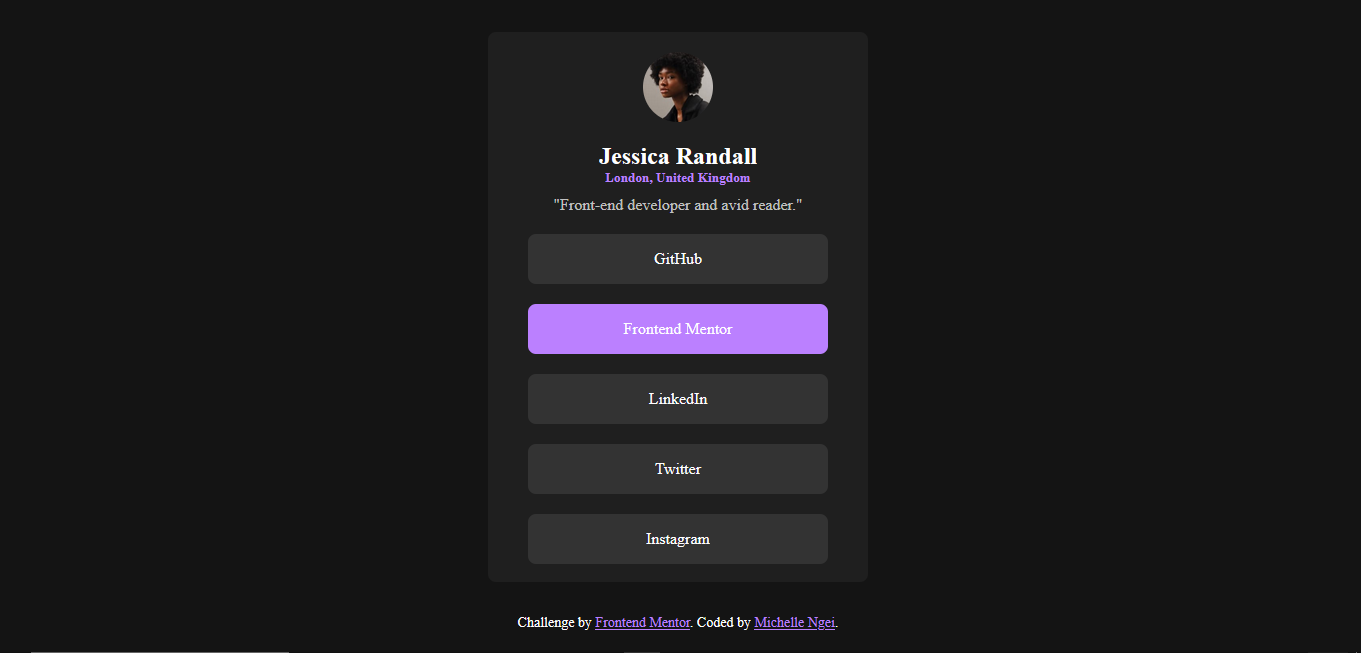 Jessica Randall
London, United Kingdom
"Front-end developer and avid reader."
GitHub
Frontend Mentor
LinkedIn
Twitter
Instagram
Challenge by Frontend Mentor. Coded by Michelle Ngei.